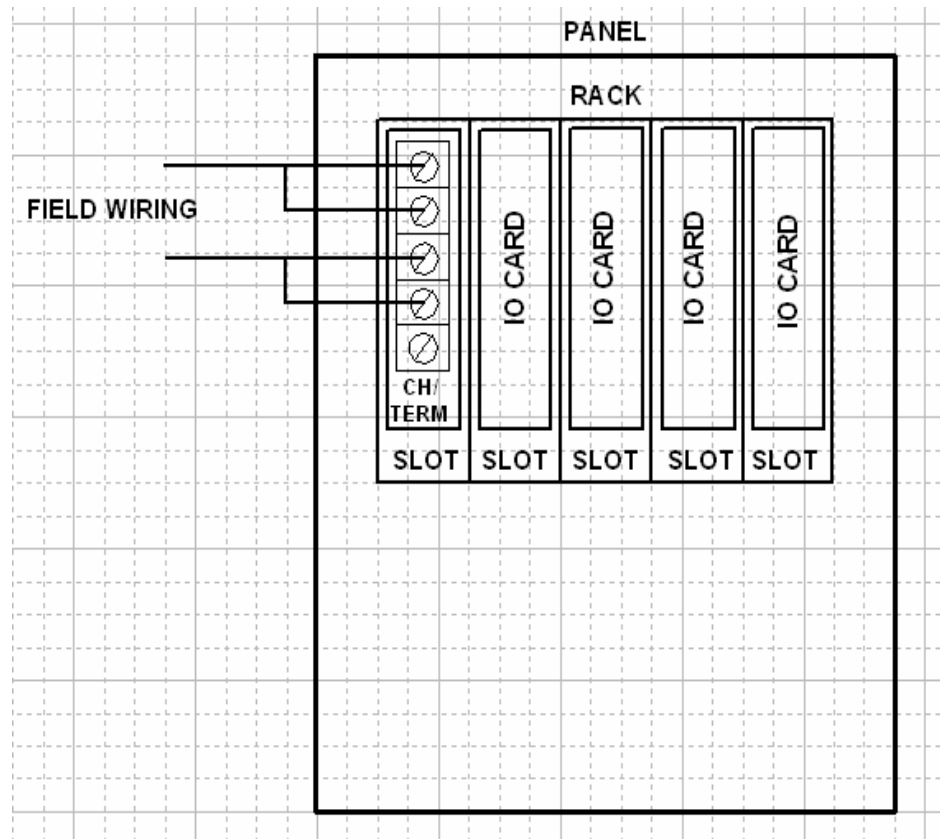 PANEL
RACK
FIELD WIRING
IO CARD
IO CARD
IO CARD
IO CARD
CH/
TERM
SLOT SLOT SLOT SLOT SLOT